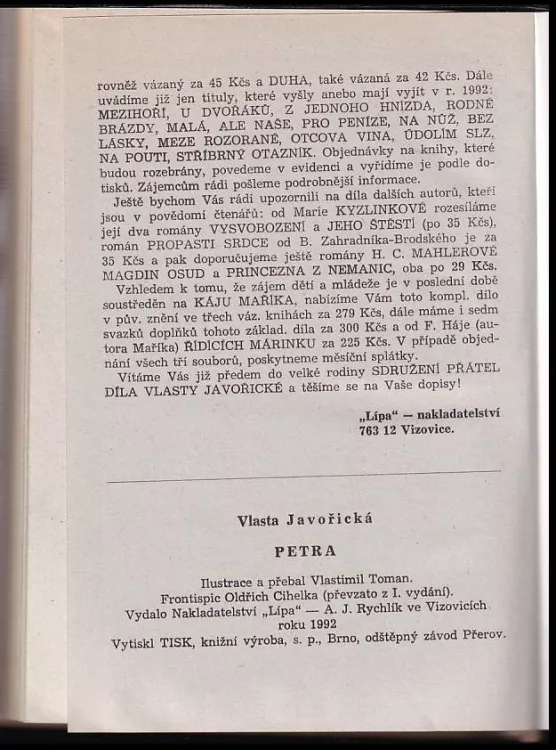 rovněž vázaný za 45 Kčs a DUHA, také vázaná za 42 Kčs. Dále
uvádíme již jen tituly, které vyšly anebo mají vyjít v r. 1992:
MEZIHOŘÍ, U DVOŘÁKŮ, Z JEDNOHO HNÍZDA, RODNÉ
BRÁZDY, MALÁ, ALE NAŠE, PRO PENÍZE, NA NŮŽ, BEZ
LÁSKY, MEZE ROZORANÉ, OTCOVA VINA, ÚDOLÍM SLZ,
NA POUTI, STŘÍBRNÝ OTAZNÍK. Objednávky na knihy, které
budou rozebrány, povedeme v evidenci a vyřídíme je podle do-
tisků. Zájemcům rádi pošleme podrobnější informace.
Ještě bychom Vás rádi upozornili na díla dalších autorů, kteří
jsou v povědomí čtenářů: od Marie KYZLINKOVÉ rozesíláme
její dva romány VYSVOBOZENÍ a JEHO ŠTĚSTÍ (po 35 Kčs),
román PROPASTI SRDCE od B. Zahradníka-Brodského je za
35 Kčs a pak doporučujeme ještě romány H. C. MAHLEROVÉ
MAGDIN OSUD a PRINCEZNA Z NEMANIC, oba po 29 Kčs.
Vzhledem k tomu, že zájem dětí a mládeže je v poslední době
soustředěn na KÁJU MAŘÍKA, nabízíme Vám toto kompl. dílo
v pův. znění ve třech váz. knihách za 279 Kčs, dále máme i sedm
svazků doplňků tohoto základ. díla za 300 Kčs a od F. Háje (au-
tora Maříka) ŘÍDÍCÍCH MÁRINKU za 225 Kčs. V případě objed-
nání všech tří souborů, poskytneme měsíční splátky.
Vítáme Vás již předem do velké rodiny SDRUŽENÍ PŘÁTEL
DÍLA VLASTY JAVOŘICKÉ a těšíme se na Vaše dopisy!
„Lípa“ — nakladatelství
763 12 Vizovice.
Vlasta Javořická
PETRA
Ilustrace a přebal Vlastimil Toman.
Frontispic Oldřich Cihelka (převzato z I. vydání).
Vydalo Nakladatelství „Lípa“ — A. J. Rychlík ve Vizovicích
roku 1992
Vytiskl TISK, knižní výroba, s. p., Brno, odštěpný závod Přerov.